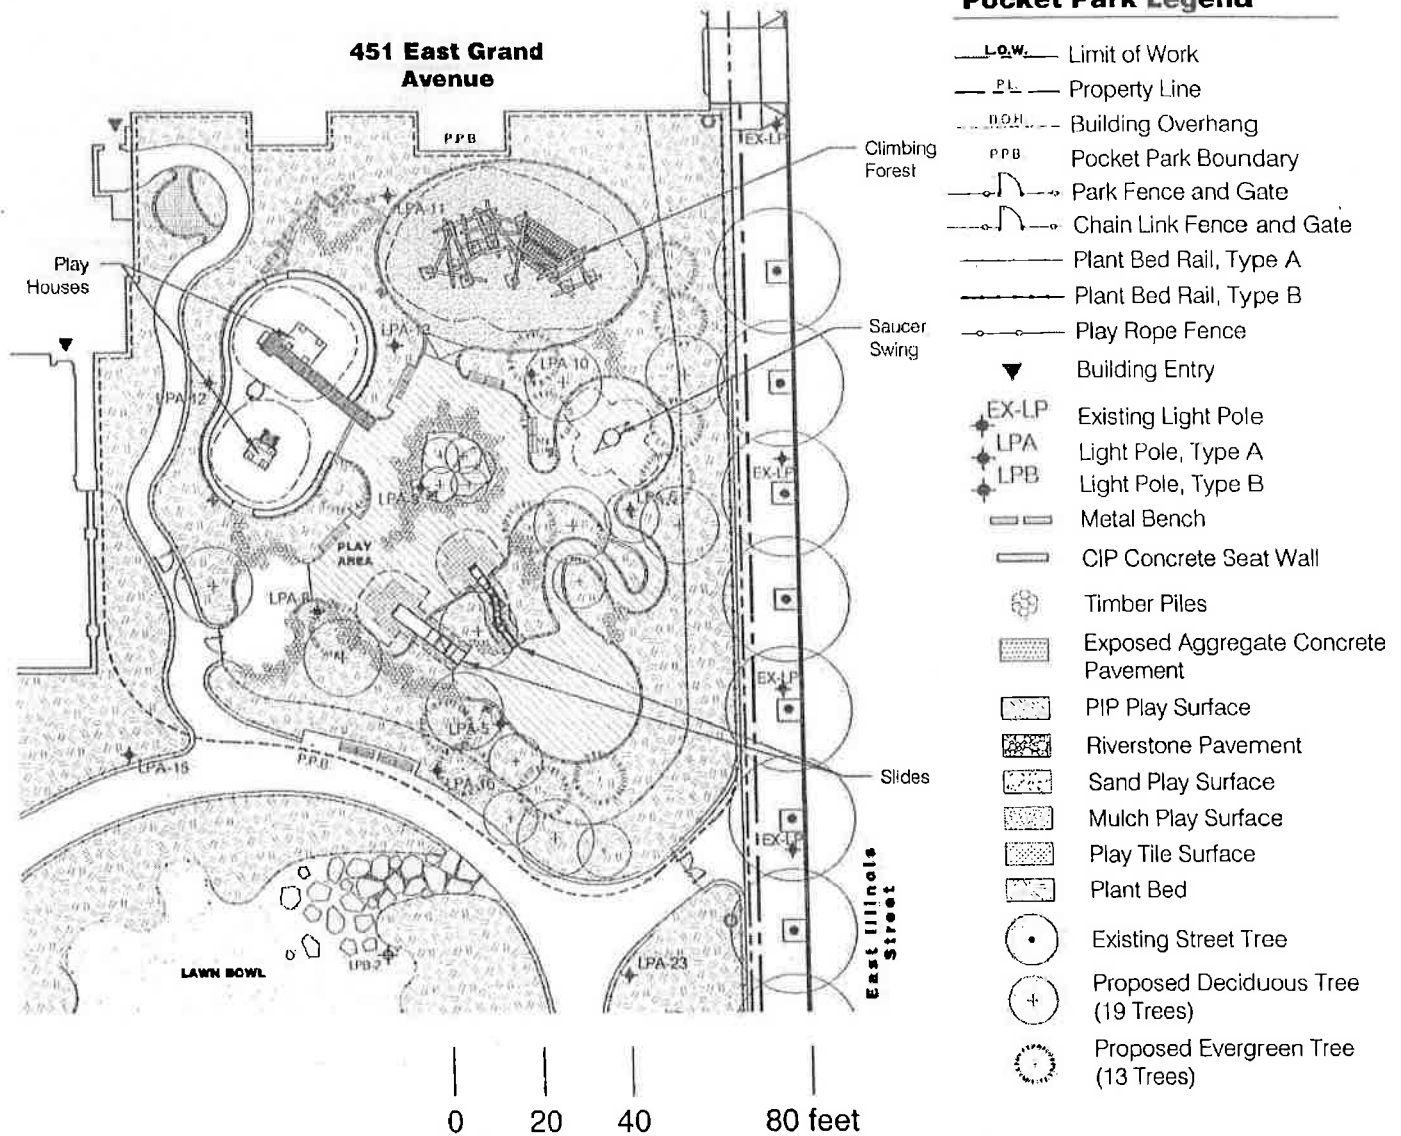 Pocket Park Legend
451 East Grand
Avenue
L.O.W.
Limit of Work
P.L.
Property Line
B.O.H.
Building Overhang
P P B
Pocket Park Boundary
Park Fence and Gate
Chain Link Fence and Gate
Plant Bed Rail, Type A
Plant Bed Rail, Type B
Play Rope Fence
Building Entry
EX-LP
Existing Light Pole
LPA
Light Pole, Type A
LPB
Light Pole, Type B
Metal Bench
CIP Concrete Seat Wall
Timber Piles
Exposed Aggregate Concrete
Pavement
PIP Play Surface
Riverstone Pavement
Sand Play Surface
Mulch Play Surface
Play Tile Surface
Plant Bed
Existing Street Tree
Proposed Deciduous Tree
(19 Trees)
Proposed Evergreen Tree
(13 Trees)
P P B
EX-LP
Climbing
Forest
LPA-11
Play
Houses
LPA-13
Saucer
Swing
LPA-10
LPA-12
EX-LP
LPA-9
PLAY
AREA
LPA-8
EX-LP
LPA-5
P.P.B
LPA-15
LPA-16
Slides
EX-LP
East Illinois
Street
LAWN BOWL
LPB-2
LPA-23
0
20
40
80 feet